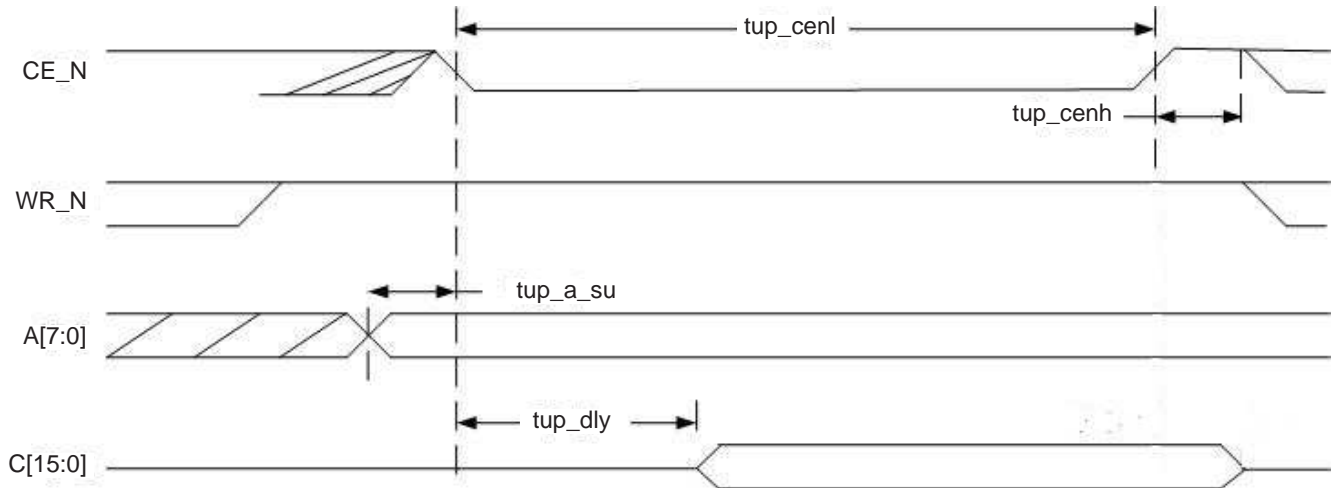 tup_cenl
CE_N
tup_cenh
WR_N
tup_a_su
A[7:0]
tup_dly
C[15:0]